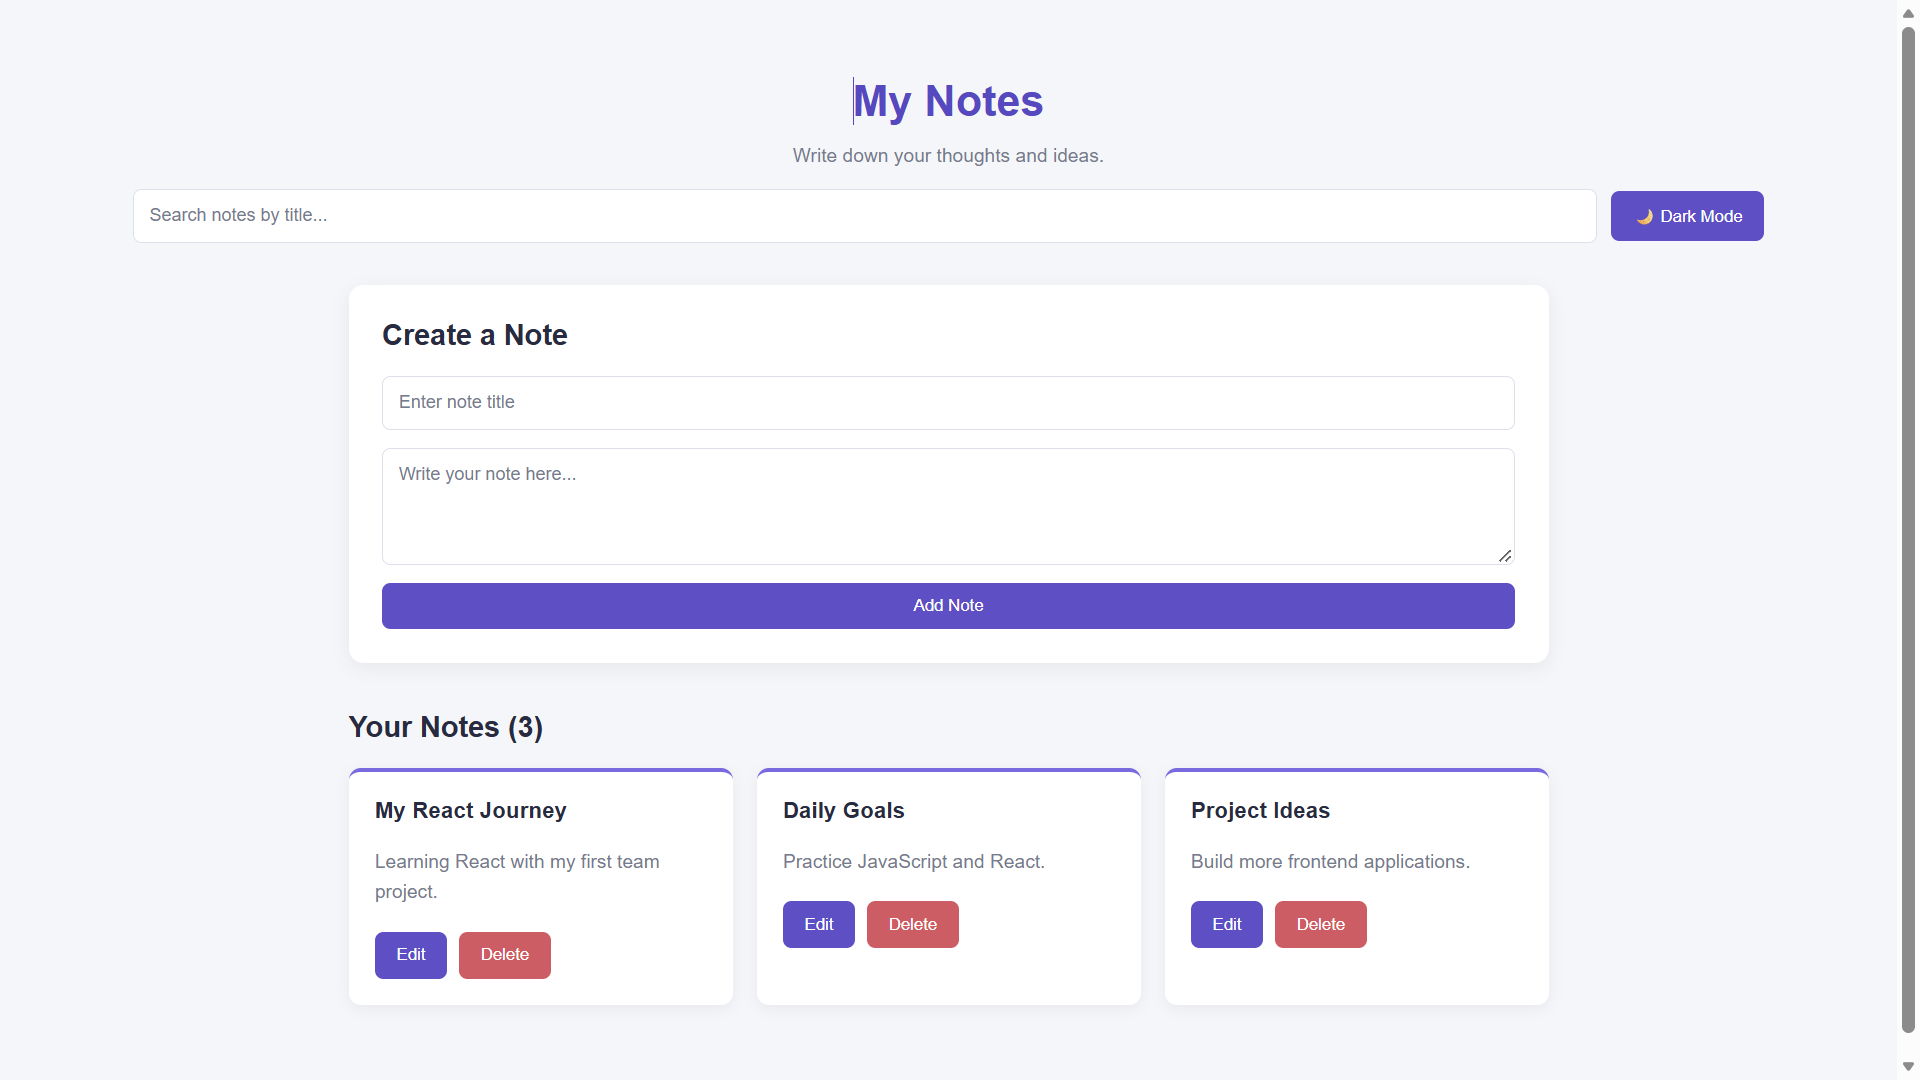 My Notes
Write down your thoughts and ideas.
Search notes by title...
🌙 Dark Mode
Create a Note
Enter note title
Write your note here...
Add Note
Your Notes (3)
My React Journey
Learning React with my first team
project.
Edit
Delete
Daily Goals
Practice JavaScript and React.
Edit
Delete
Project Ideas
Build more frontend applications.
Edit
Delete